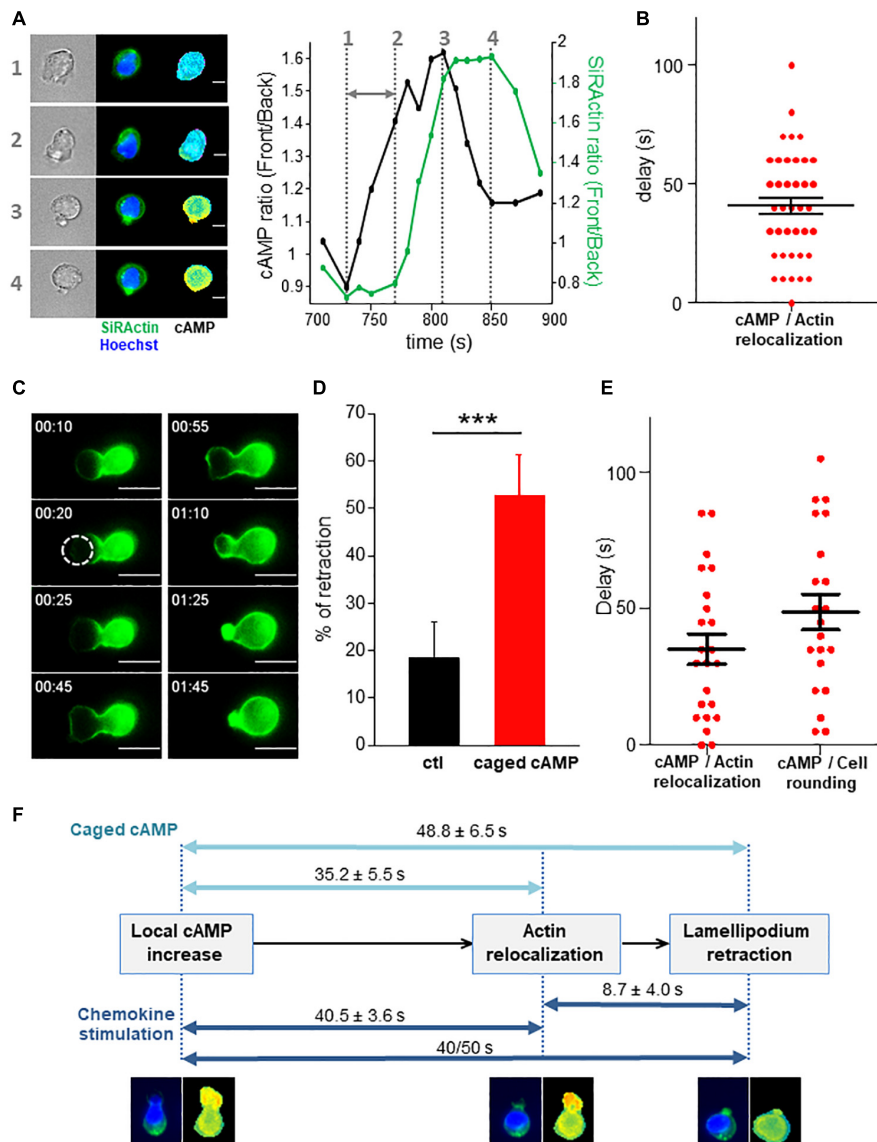 A
1
2
3
4
SiRActin
Hoechst
cAMP
1 2 3 4
cAMP ratio (Front/Back)
1.6
1.5
1.4
1.3
1.2
1.1
1
0.9
2
1.8
1.6
1.4
1.2
1
0.8
SiRActin ratio (Front/Back)
700 750 800 850 900
time (s)
B
delay (s)
100
50
0
cAMP / Actin
relocalization
C
00:10
00:55
00:20
01:10
00:25
01:25
00:45
01:45
D
% of retraction
70
60
50
40
30
20
10
0
***
ctl caged cAMP
E
Delay (s)
100
50
0
cAMP / Actin
relocalization
cAMP / Cell
rounding
F
Caged cAMP
48.8 ± 6.5 s
35.2 ± 5.5 s
Local cAMP
increase
Actin
relocalization
Lamellipodium
retraction
8.7 ± 4.0 s
Chemokine
stimulation
40.5 ± 3.6 s
40/50 s